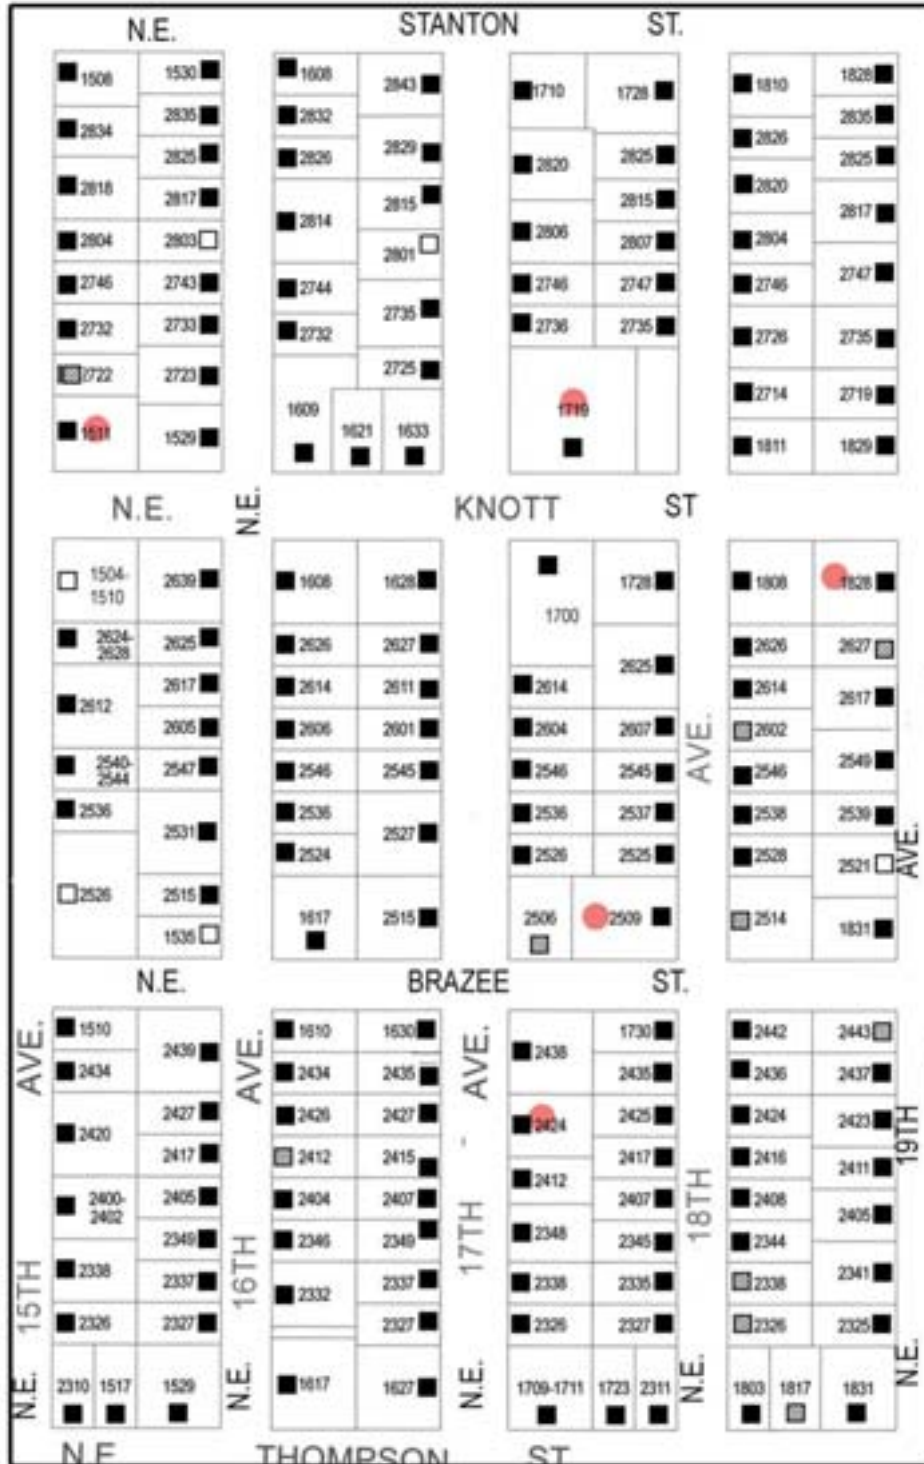 N.E. STANTON ST.
1508 1530 1608 2843 1710 1728 1810 1828
2834 2835 2832 2829 2820 2825 2826 2835
2818 2825 2826 2815 2806 2815 2820 2825
2804 2817 2814 2801 2746 2807 2804 2817
2746 2803 2744 2735 2736 2747 2746 2747
2732 2743 2732 2725 1719 2735 2726 2735
2722 2733 1609 1621 1633 2714 2719
1511 2723 1811 1829
1529
N.E. N.E. KNOTT ST
1504-
1510
2639 1608 1628 1700 1728 1808 1828
2624-
2628
2625 2626 2627 2614 2625 2626 2627
2612 2617 2614 2611 2604 2607 2614 2617
2605 2606 2601 2546 2545 2602 2549
2540-
2544
2547 2546 2545 2536 2537 2546 2539
2536 2531 2536 2527 2526 2525 2538 2521
2526 2515 2524 2515 2506 2509 2528 1831
1535 1617 2514
AVE. AVE.
N.E. BRAZEE ST.
1510 2439 1610 1630 2438 1730 2442 2443
2434 2427 2434 2435 2424 2435 2436 2437
2420 2417 2426 2427 2412 2425 2424 2423
2400-
2402
2405 2412 2415 2348 2417 2416 2411
2338 2349 2404 2407 2338 2407 2408 2405
2326 2337 2346 2349 2326 2345 2344 2341
2327 2332 2337 2335 2338 2325
2327 2327 2326
2310 1517 1529 1617 1627 1709-1711 1723 2311 1803 1817 1831
N.E. 15TH AVE.
N.E. 16TH AVE.
N.E. 17TH AVE.
N.E. 18TH
N.E. 19TH
N.E. THOMPSON ST